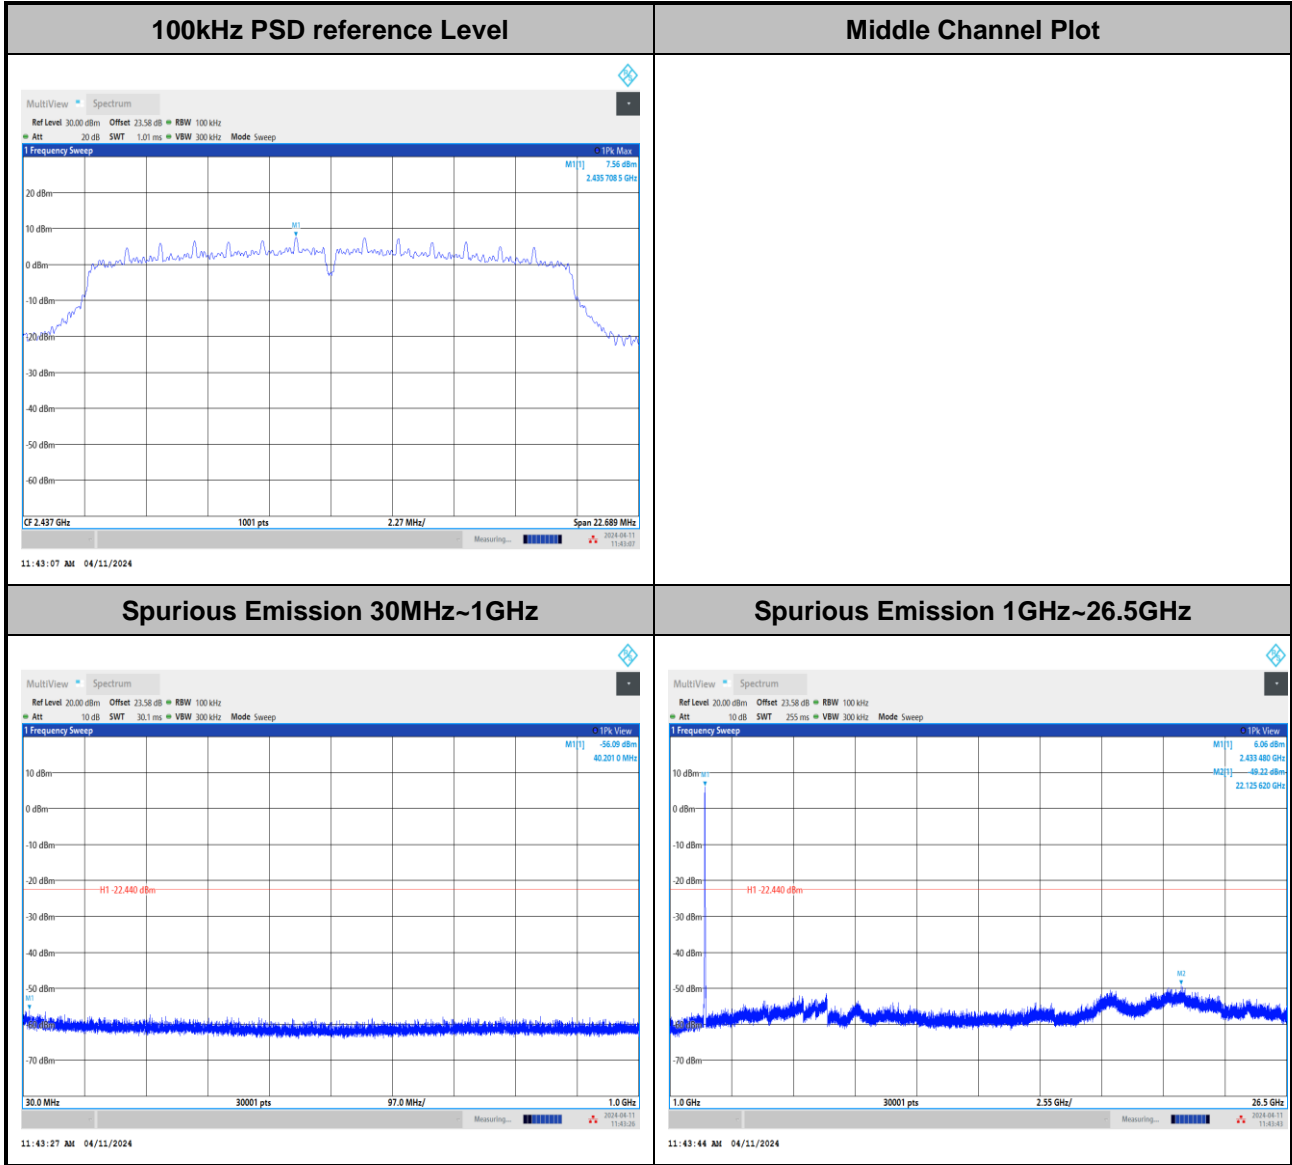 100kHz PSD reference Level
Middle Channel Plot
MultiView Spectrum
Ref Level 30.00 dBm Offset 23.58 dB RBW 100 kHz
Att 20 dB SWT 1.01 ms VBW 300 kHz Mode Sweep
1 Frequency Sweep 1Pk Max
M1[1] 7.56 dBm
2.435 708 5 GHz
20 dBm
M1
10 dBm
0 dBm
-10 dBm
-20 dBm
-30 dBm
-40 dBm
-50 dBm
-60 dBm
CF 2.437 GHz 1001 pts 2.27 MHz/ Span 22.689 MHz
Measuring... 2024-04-11
11:43:07
11:43:07 AM 04/11/2024
Spurious Emission 30MHz~1GHz
Spurious Emission 1GHz~26.5GHz
MultiView Spectrum
Ref Level 20.00 dBm Offset 23.58 dB RBW 100 kHz
Att 10 dB SWT 30.1 ms VBW 300 kHz Mode Sweep
1 Frequency Sweep 1Pk View
M1[1] -56.09 dBm
40.201 0 MHz
10 dBm
0 dBm
-10 dBm
-20 dBm
H1 -22.440 dBm
-30 dBm
-40 dBm
-50 dBm
M1
-60 dBm
-70 dBm
30.0 MHz 30001 pts 97.0 MHz/ 1.0 GHz
Measuring... 2024-04-11
11:43:26
11:43:27 AM 04/11/2024
MultiView Spectrum
Ref Level 20.00 dBm Offset 23.58 dB RBW 100 kHz
Att 10 dB SWT 255 ms VBW 300 kHz Mode Sweep
1 Frequency Sweep 1Pk View
M1[1] 6.06 dBm
2.433 480 GHz
M2[1] -49.22 dBm
22.125 620 GHz
10 dBm M1
0 dBm
-10 dBm
-20 dBm
H1 -22.440 dBm
-30 dBm
-40 dBm
M2
-50 dBm
-60 dBm
-70 dBm
1.0 GHz 30001 pts 2.55 GHz/ 26.5 GHz
Measuring... 2024-04-11
11:43:43
11:43:44 AM 04/11/2024